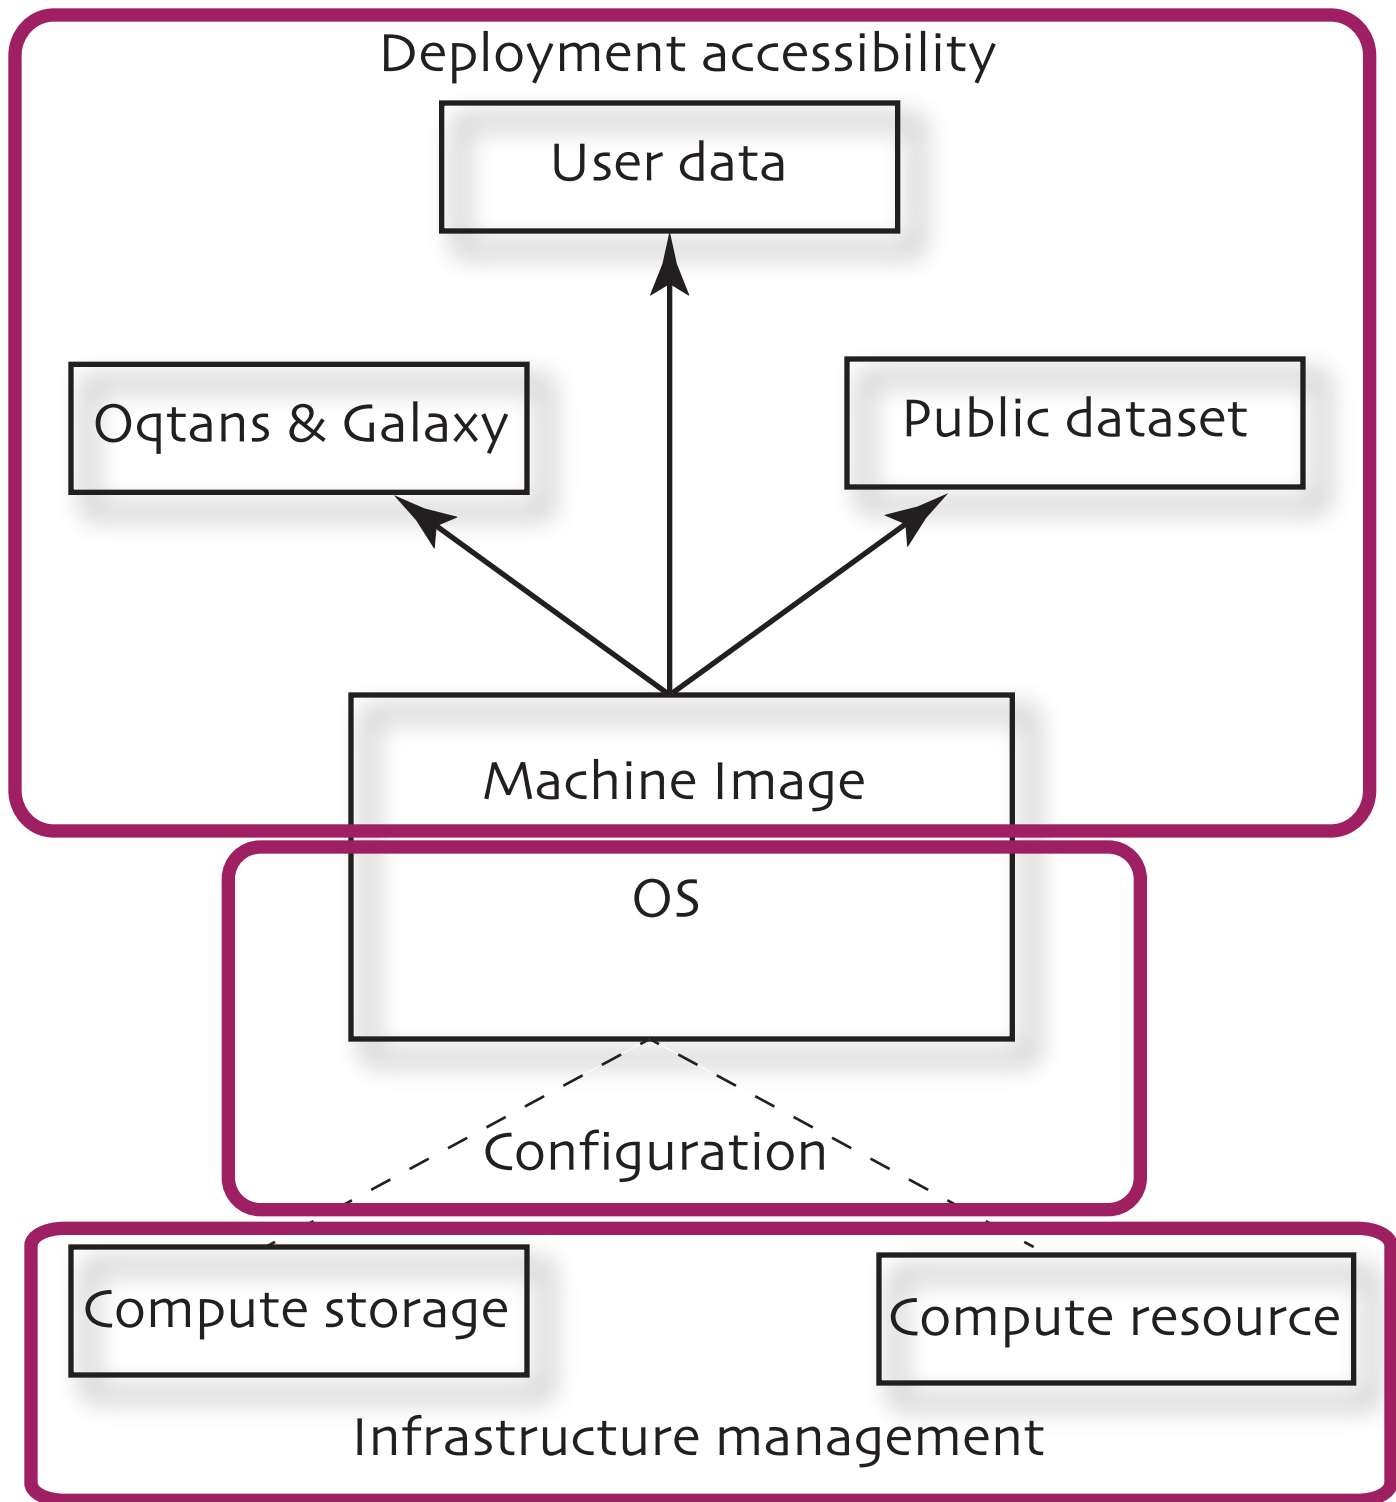 Deployment accessibility
User data
Oqtans & Galaxy
Public dataset
Machine Image
OS
Configuration
Compute storage
Compute resource
Infrastructure management